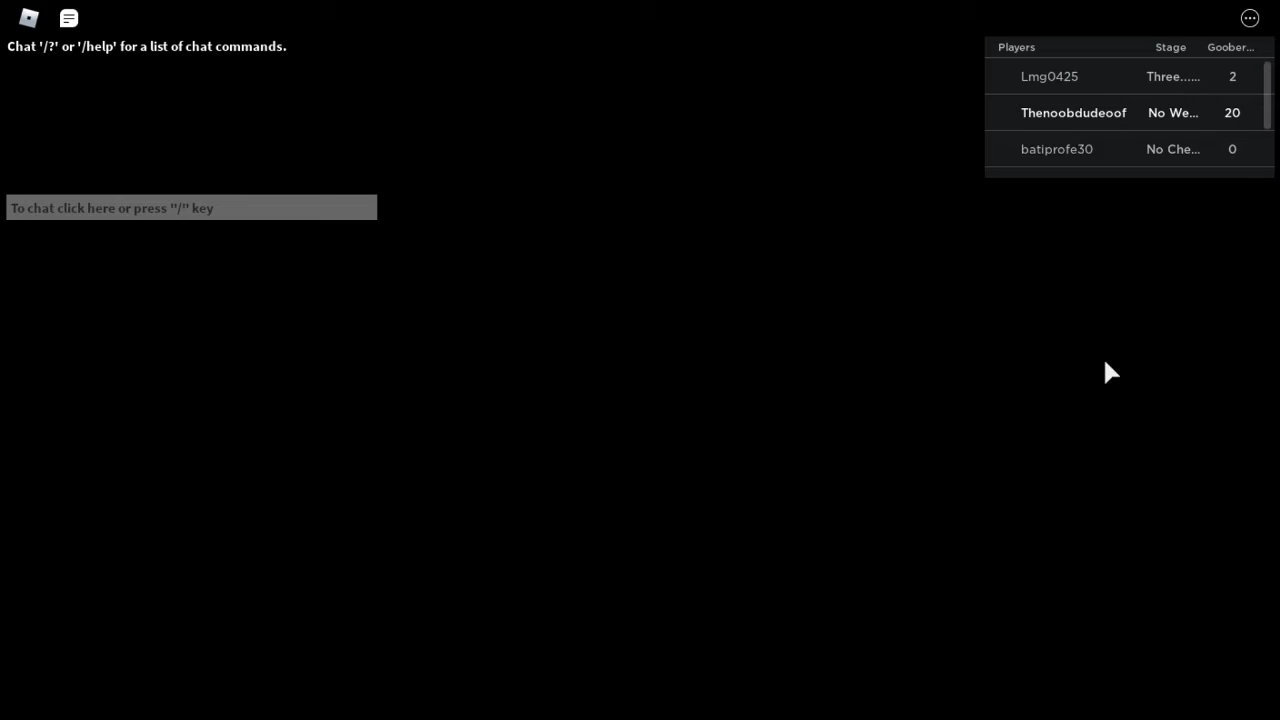 Chat '/?' or '/help' for a list of chat commands.
Players Stage Goober...
Lmg0425 Three...... 2
Thenoobdudeoof No We... 20
batiprofe30 No Che... 0
To chat click here or press "/" key